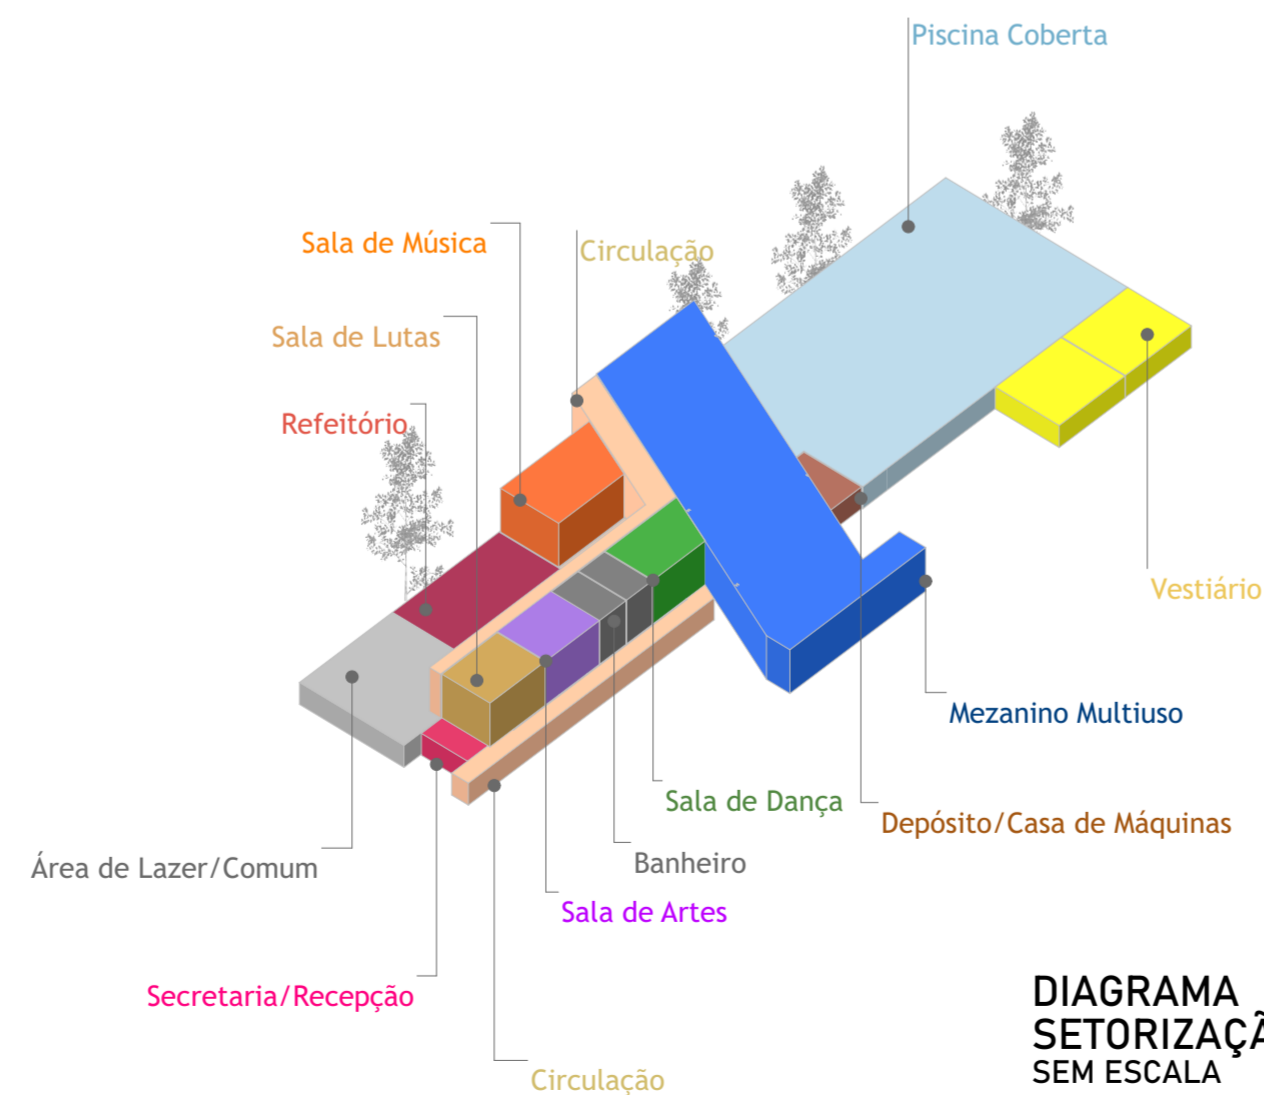 Piscina Coberta
Sala de Música
Circulação
Sala de Lutas
Refeitório
Vestiário
Mezanino Multiuso
Sala de Dança
Depósito/Casa de Máquinas
Área de Lazer/Comum
Banheiro
Sala de Artes
Secretaria/Recepção
Circulação
DIAGRAMA
SETORIZAÇÃ
SEM ESCALA